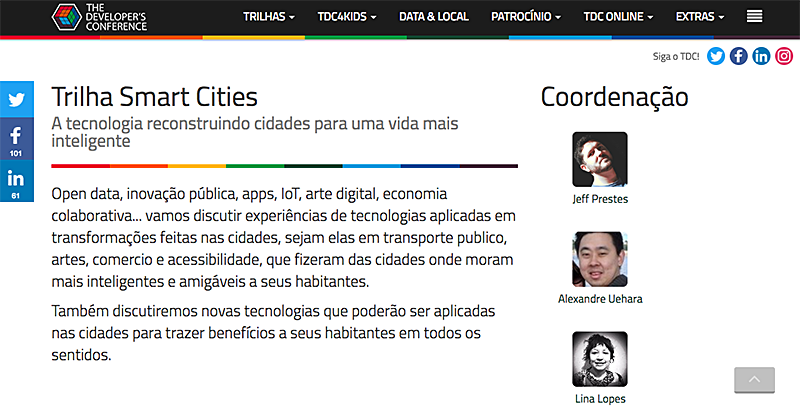 THE
DEVELOPER'S
CONFERENCE
TRILHAS
TDC4KIDS
DATA & LOCAL
PATROCÍNIO
TDC ONLINE
EXTRAS
Siga o TDC!
101
61
Trilha Smart Cities
A tecnologia reconstruindo cidades para uma vida mais
inteligente
Open data, inovação pública, apps, IoT, arte digital, economia
colaborativa... vamos discutir experiências de tecnologias aplicadas em
transformações feitas nas cidades, sejam elas em transporte publico,
artes, comercio e acessibilidade, que fizeram das cidades onde moram
mais inteligentes e amigáveis a seus habitantes.
Também discutiremos novas tecnologias que poderão ser aplicadas
nas cidades para trazer benefícios a seus habitantes em todos os
sentidos.
Coordenação
Jeff Prestes
Alexandre Uehara
Lina Lopes